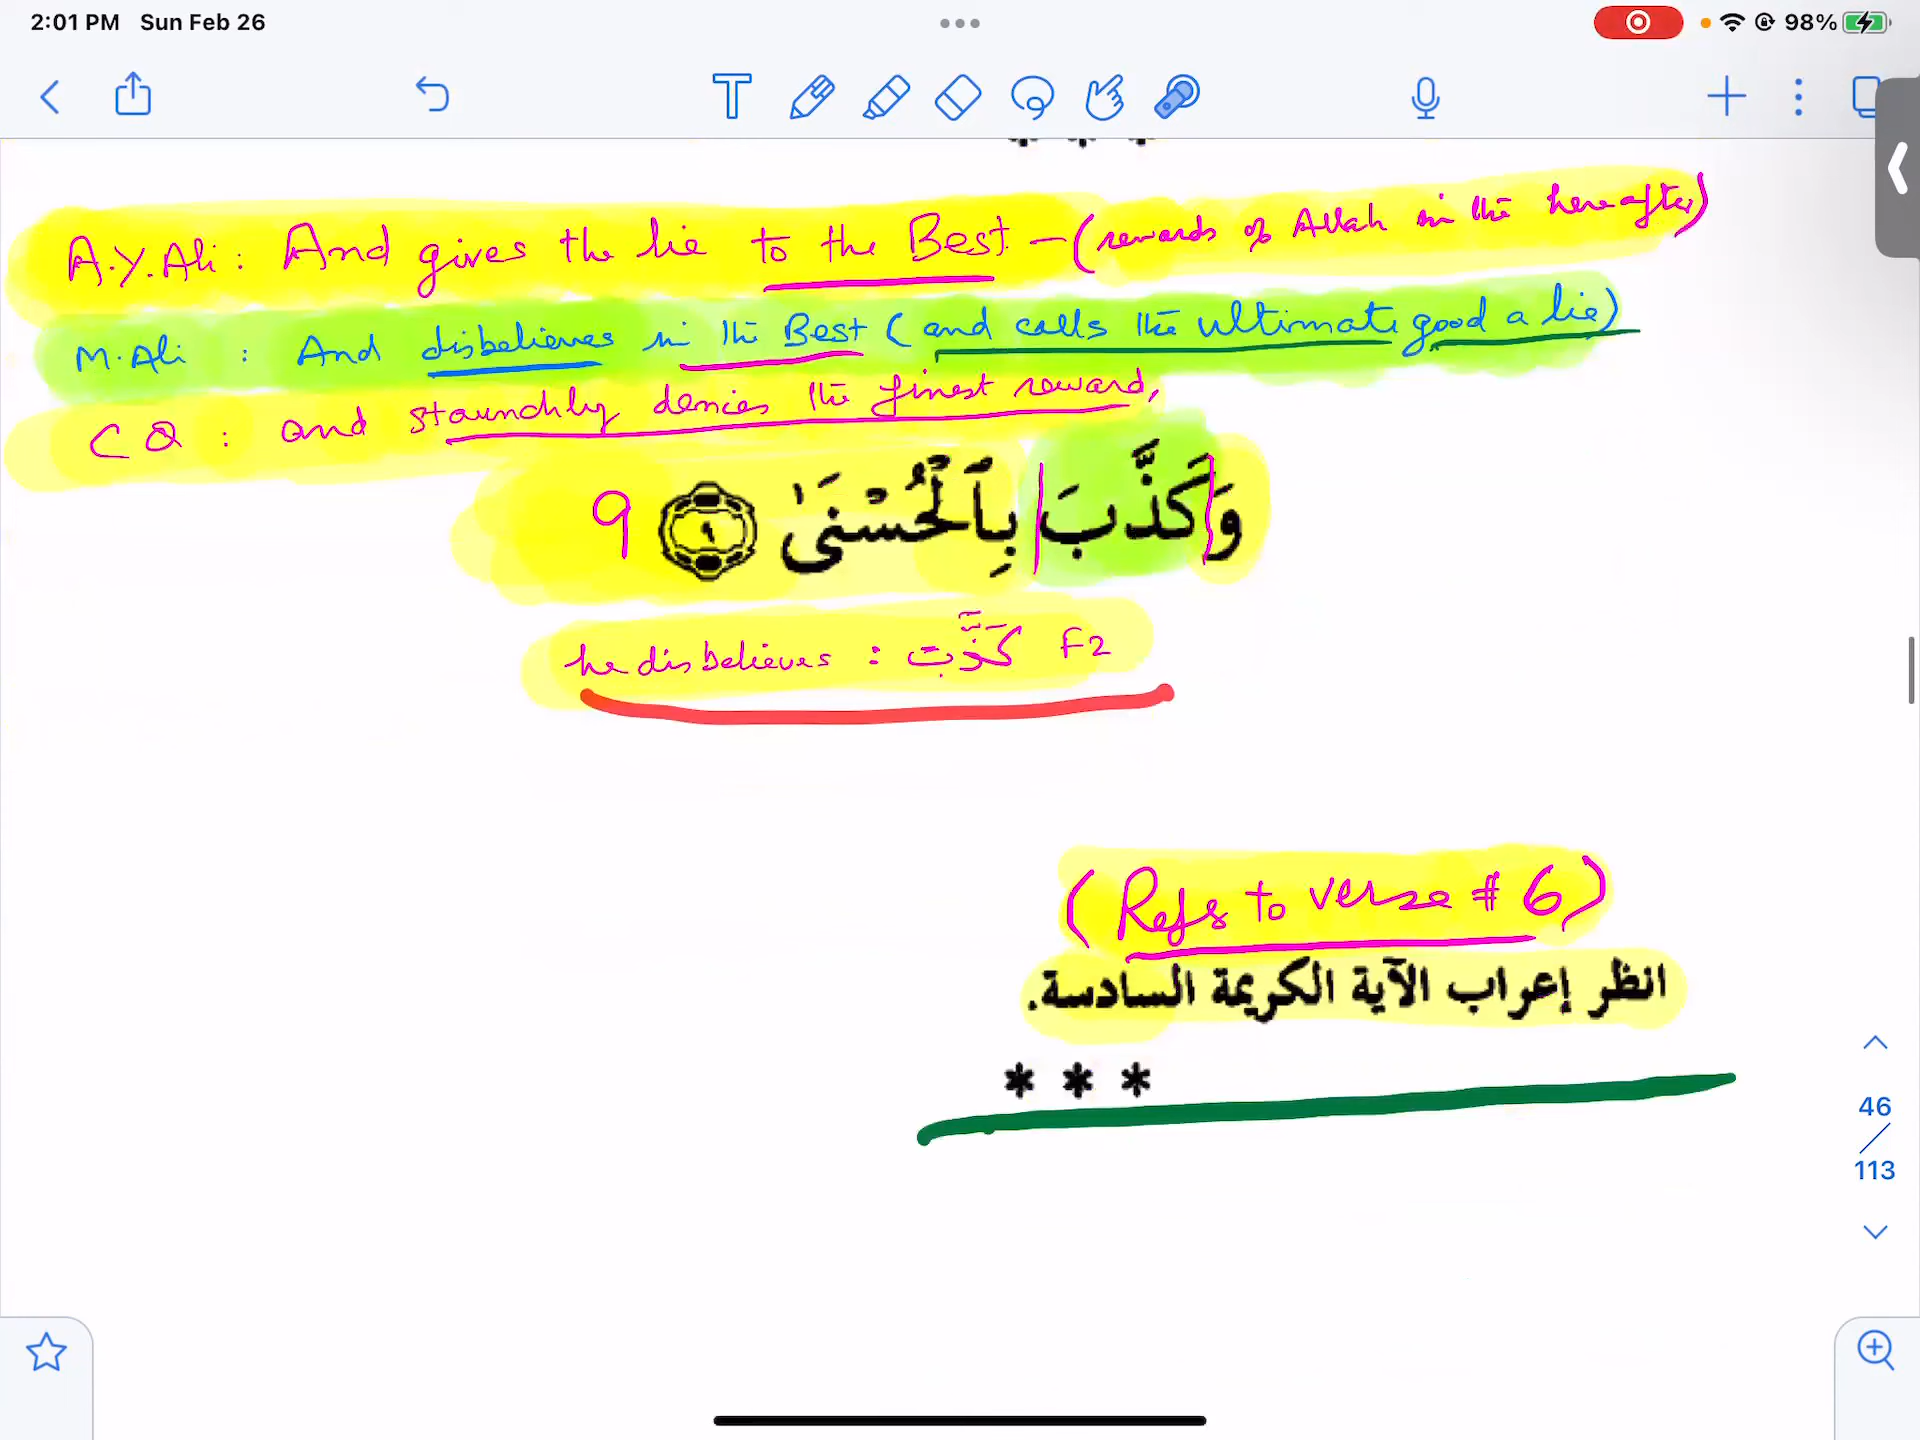 2:01 PM Sun Feb 26
98%
A.Y.Ali : And gives the lie to the Best - (rewards of Allah in the hereafter)
M.Ali : And disbelieves in the Best (and calls the ultimate good a lie)
CQ : and staunchly denies the finest reward,
وَكَذَّبَ بِٱلْحُسْنَىٰ ٩ 9
he disbelieves : كَذَّبَ F2
(Refs to verse # 6)
انظر إعراب الآية الكريمة السادسة.
* * *
46
/
113